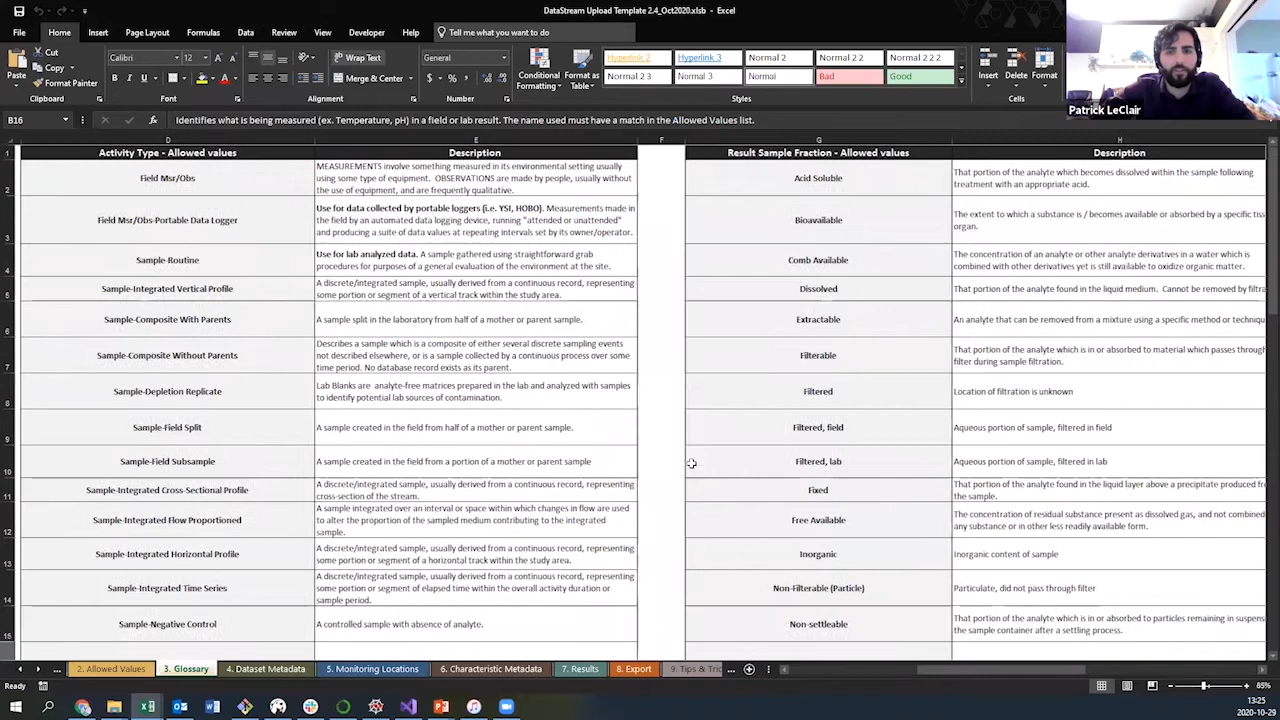 DataStream Upload Template 2.4_Oct2020.xlsb - Excel
File Home Insert Page Layout Formulas Data Review View Developer Help Tell me what you want to do
Cut
Copy
Calibri 12
Wrap Text
General
Hyperlink 2 Hyperlink 3 Normal 2 Normal 2 2 Normal 2 2 2
Conditional Formatting Format as Table
Insert Delete Format
B I U
Merge & Center
$ %
Normal 2 3 Normal 3 Normal Bad Good
Clipboard Font Alignment Number Styles Cells
Patrick LeClair
B16 fx Identifies what is being measured (ex. Temperature) in a field or lab result. The name used must have a match in the Allowed Values list.
D E F G H
1 Activity Type - Allowed values Description Result Sample Fraction - Allowed values Description
2 Field Msr/Obs
MEASUREMENTS involve something measured in its environmental setting usually
using some type of equipment. OBSERVATIONS are made by people, usually without
the use of equipment, and are frequently qualitative.
Acid Soluble
That portion of the analyte which becomes dissolved within the sample following
treatment with an appropriate acid.
3 Field Msr/Obs-Portable Data Logger
Use for data collected by portable loggers (i.e. YSI, HOBO). Measurements made in
the field by an automated data logging device, running "attended or unattended"
and producing a suite of data values at repeating intervals set by its owner/operator.
Bioavailable
The extent to which a substance is / becomes available or absorbed by a specific tiss
organ.
4 Sample-Routine
Use for lab analyzed data. A sample gathered using straightforward grab
procedures for purposes of a general evaluation of the environment at the site.
Comb Available
The concentration of an analyte or other analyte derivatives in a water which is
combined with other derivatives yet is still available to oxidize organic matter.
5 Sample-Integrated Vertical Profile
A discrete/integrated sample, usually derived from a continuous record, representing
some portion or segment of a vertical track within the study area.
Dissolved
That portion of the analyte found in the liquid medium. Cannot be removed by filtra
6 Sample-Composite With Parents
A sample split in the laboratory from half of a mother or parent sample.
Extractable
An analyte that can be removed from a mixture using a specific method or techniqu
7 Sample-Composite Without Parents
Describes a sample which is a composite of either several discrete sampling events
not described elsewhere, or is a sample collected by a continuous process over some
time period. No database record exists as its parent.
Filterable
That portion of the analyte which is in or absorbed to material which passes through
filter during sample filtration.
8 Sample-Depletion Replicate
Lab Blanks are analyte-free matrices prepared in the lab and analyzed with samples
to identify potential lab sources of contamination.
Filtered
Location of filtration is unknown
9 Sample-Field Split
A sample created in the field from half of a mother or parent sample.
Filtered, field
Aqueous portion of sample, filtered in field
10 Sample-Field Subsample
A sample created in the field from a portion of a mother or parent sample
Filtered, lab
Aqueous portion of sample, filtered in lab
11 Sample-Integrated Cross-Sectional Profile
A discrete/integrated sample, usually derived from a continuous record, representing
cross-section of the stream.
Fixed
That portion of the analyte found in the liquid layer above a precipitate produced fr
the sample.
12 Sample-Integrated Flow Proportioned
A sample integrated over an interval or space within which changes in flow are used
to alter the proportion of the sampled medium contributing to the integrated
sample.
Free Available
The concentration of residual substance present as dissolved gas, and not combined
any substance or in other less readily available form.
13 Sample-Integrated Horizontal Profile
A discrete/integrated sample, usually derived from a continuous record, representing
some portion or segment of a horizontal track within the study area.
Inorganic
Inorganic content of sample
14 Sample-Integrated Time Series
A discrete/integrated sample, usually derived from a continuous record, representing
some portion or segment of elapsed time within the overall activity duration or
sample period.
Non-Filterable (Particle)
Particulate, did not pass through filter
15 Sample-Negative Control
A controlled sample with absence of analyte.
Non-settleable
That portion of the analyte which is in or absorbed to particles remaining in suspens
the sample container after a settling process.
... 2. Allowed Values 3. Glossary 4. Dataset Metadata 5. Monitoring Locations 6. Characteristic Metadata 7. Results 8. Export 9. Tips & Tric ...
Ready 85%
13:25
2020-10-29